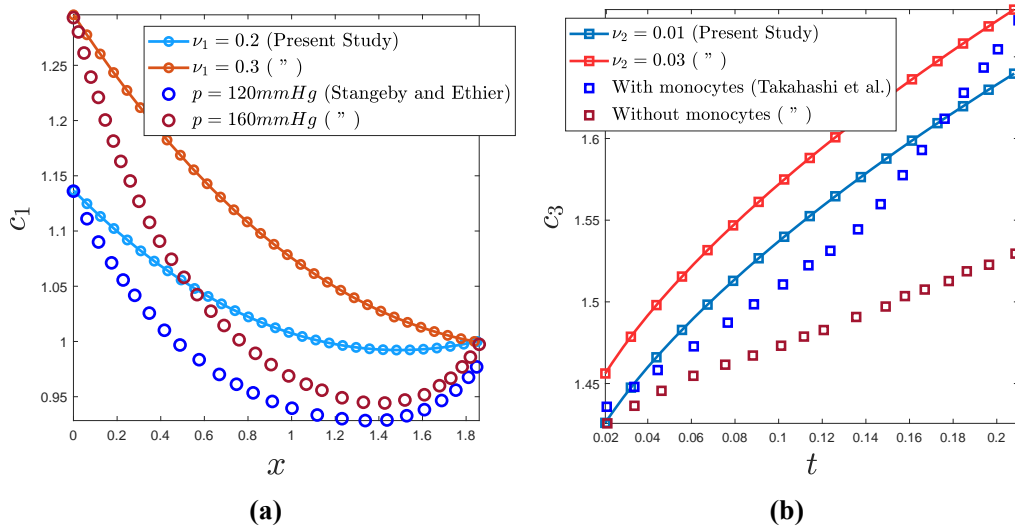 1.25
1.2
1.15
1.1
1.05
1
0.95
c1
0
0.2
0.4
0.6
0.8
1
1.2
1.4
1.6
1.8
x
ν1 = 0.2 (Present Study)
ν1 = 0.3 ( ” )
p = 120mmHg (Stangeby and Ethier)
p = 160mmHg ( ” )
(a)
1.6
1.55
1.5
1.45
c3
0.02
0.04
0.06
0.08
0.1
0.12
0.14
0.16
0.18
0.2
t
ν2 = 0.01 (Present Study)
ν2 = 0.03 ( ” )
With monocytes (Takahashi et al.)
Without monocytes ( ” )
(b)